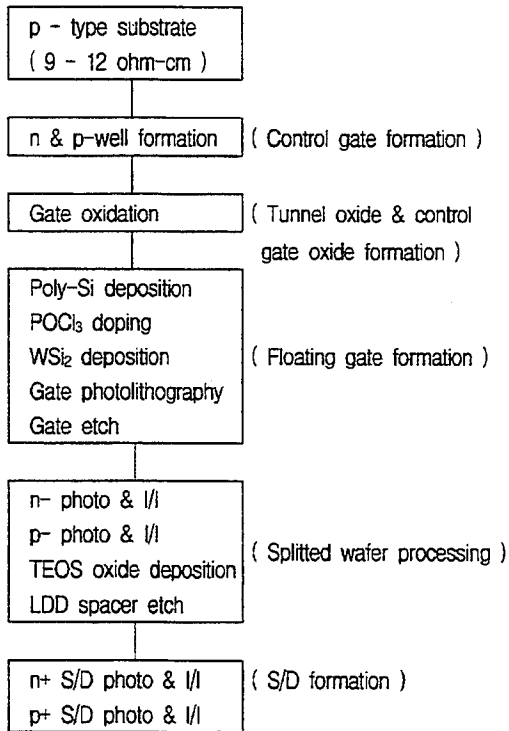 p - type substrate
( 9 - 12 ohm-cm )
n & p-well formation ( Control gate formation )
Gate oxidation ( Tunnel oxide & control
gate oxide formation )
Poly-Si deposition
POCl₃ doping
WSi₂ deposition ( Floating gate formation )
Gate photolithography
Gate etch
n- photo & I/I
p- photo & I/I
TEOS oxide deposition ( Splitted wafer processing )
LDD spacer etch
n+ S/D photo & I/I ( S/D formation )
p+ S/D photo & I/I